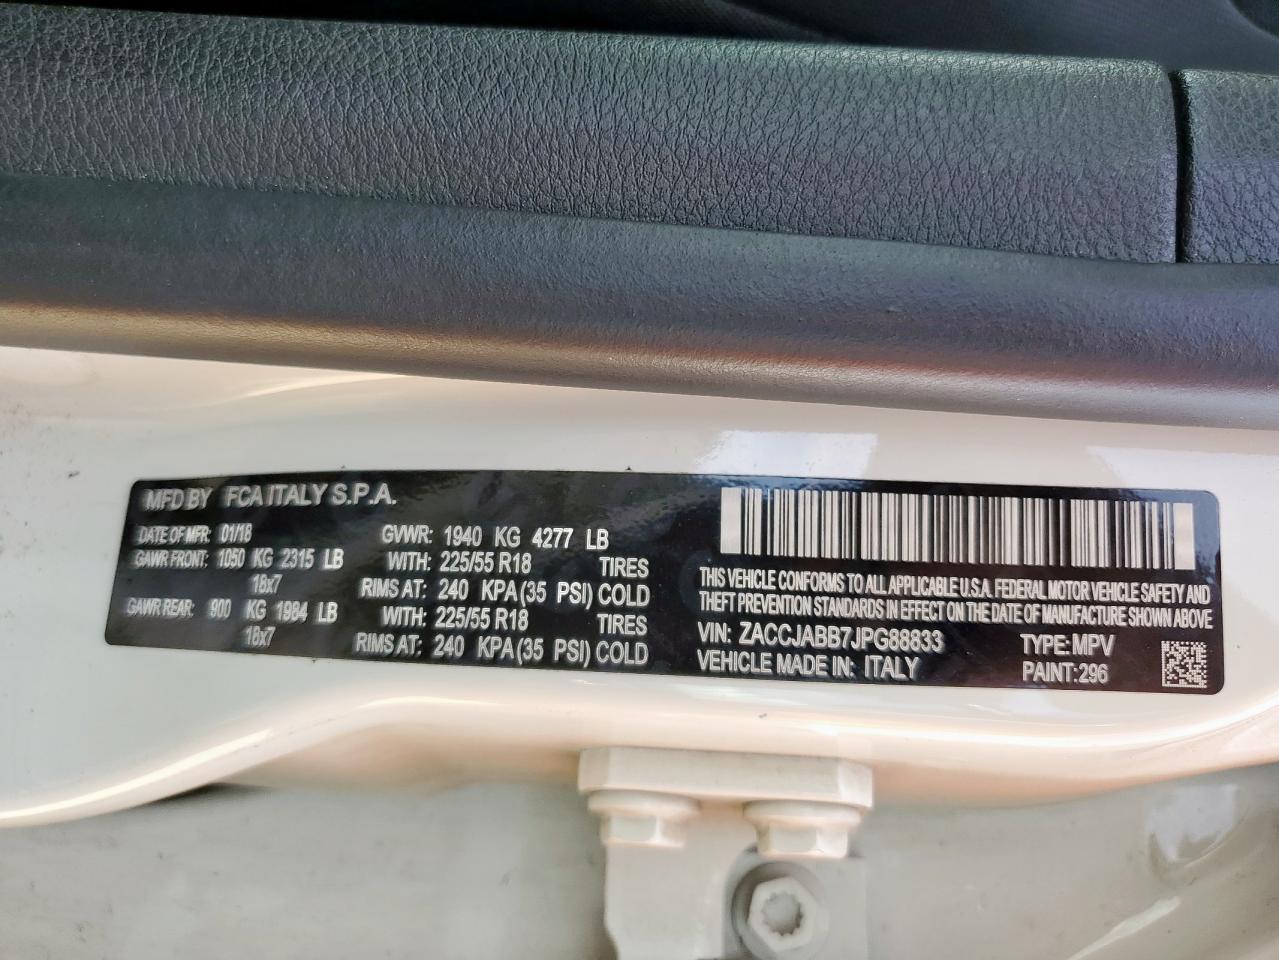 MFD BY FCA ITALY S.P.A.
DATE OF MFR: 01/18 GVWR: 1940 KG 4277 LB
GAWR FRONT: 1050 KG 2315 LB WITH: 225/55 R18 TIRES
18x7 RIMS AT: 240 KPA (35 PSI) COLD
GAWR REAR: 900 KG 1984 LB WITH: 225/55 R18 TIRES
18x7 RIMS AT: 240 KPA (35 PSI) COLD
THIS VEHICLE CONFORMS TO ALL APPLICABLE U.S.A. FEDERAL MOTOR VEHICLE SAFETY AND
THEFT PREVENTION STANDARDS IN EFFECT ON THE DATE OF MANUFACTURE SHOWN ABOVE
VIN: ZACCJABB7JPG88833 TYPE: MPV
VEHICLE MADE IN: ITALY PAINT:296